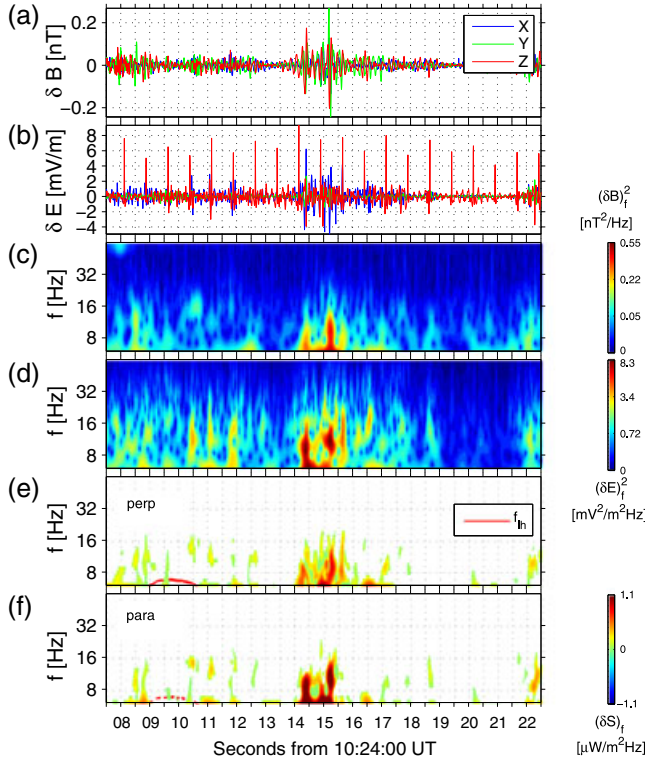 (a)
δ B [nT]
0.2
0
−0.2
X
Y
Z
(b)
δ E [mV/m]
8
6
4
2
0
−2
−4
(δB)²f
[nT²/Hz]
(c)
f [Hz]
32
16
8
0.55
0.22
0.05
0
(d)
f [Hz]
32
16
8
8.3
3.4
0.72
0
(δE)²f
[mV²/m²Hz]
(e)
perp
f [Hz]
32
16
8
flh
(f)
para
f [Hz]
32
16
8
1.1
0
−1.1
(δS)f
[μW/m²Hz]
08 09 10 11 12 13 14 15 16 17 18 19 20 21 22
Seconds from 10:24:00 UT